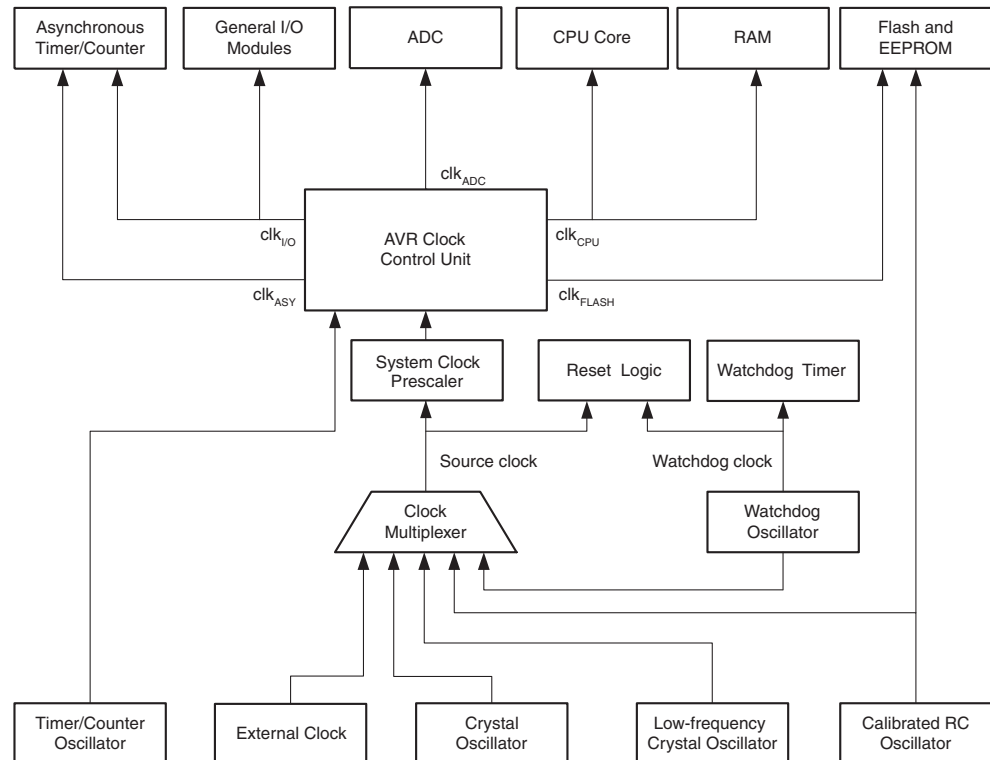 Asynchronous
Timer/Counter
General I/O
Modules
ADC
CPU Core
RAM
Flash and
EEPROM
clkADC
clkI/O
AVR Clock
Control Unit
clkCPU
clkASY
clkFLASH
System Clock
Prescaler
Reset Logic
Watchdog Timer
Source clock
Watchdog clock
Clock
Multiplexer
Watchdog
Oscillator
Timer/Counter
Oscillator
External Clock
Crystal
Oscillator
Low-frequency
Crystal Oscillator
Calibrated RC
Oscillator